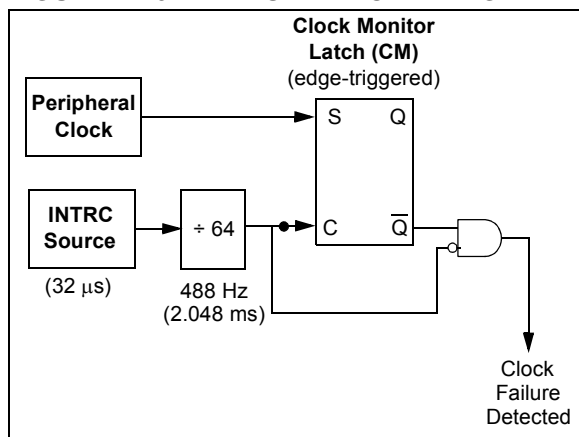 Clock Monitor
Latch (CM)
(edge-triggered)
Peripheral
Clock
S Q
INTRC
Source
÷ 64
C Q̅
(32 μs)
488 Hz
(2.048 ms)
Clock
Failure
Detected